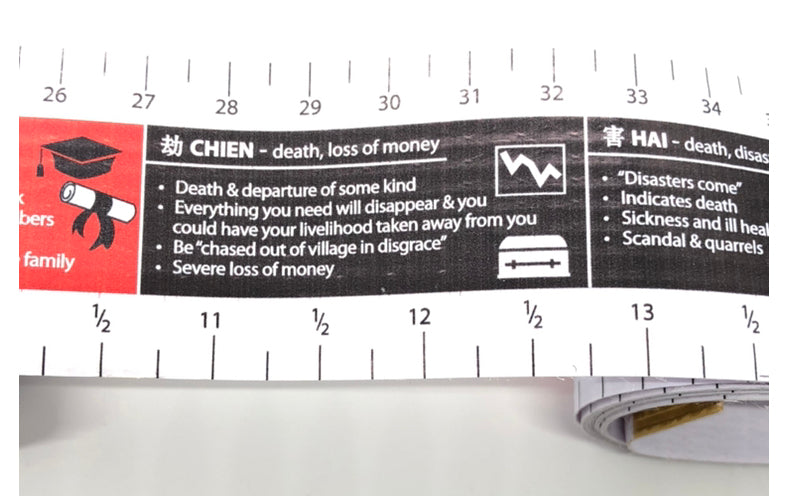 26 27 28 29 30 31 32 33 34
bers
family
劫 CHIEN - death, loss of money
• Death & departure of some kind
• Everything you need will disappear & you
could have your livelihood taken away from you
• Be "chased out of village in disgrace"
• Severe loss of money
害 HAI - death, disas
• "Disasters come"
• Indicates death
• Sickness and ill heal
• Scandal & quarrels
½ 11 ½ 12 ½ 13 ½